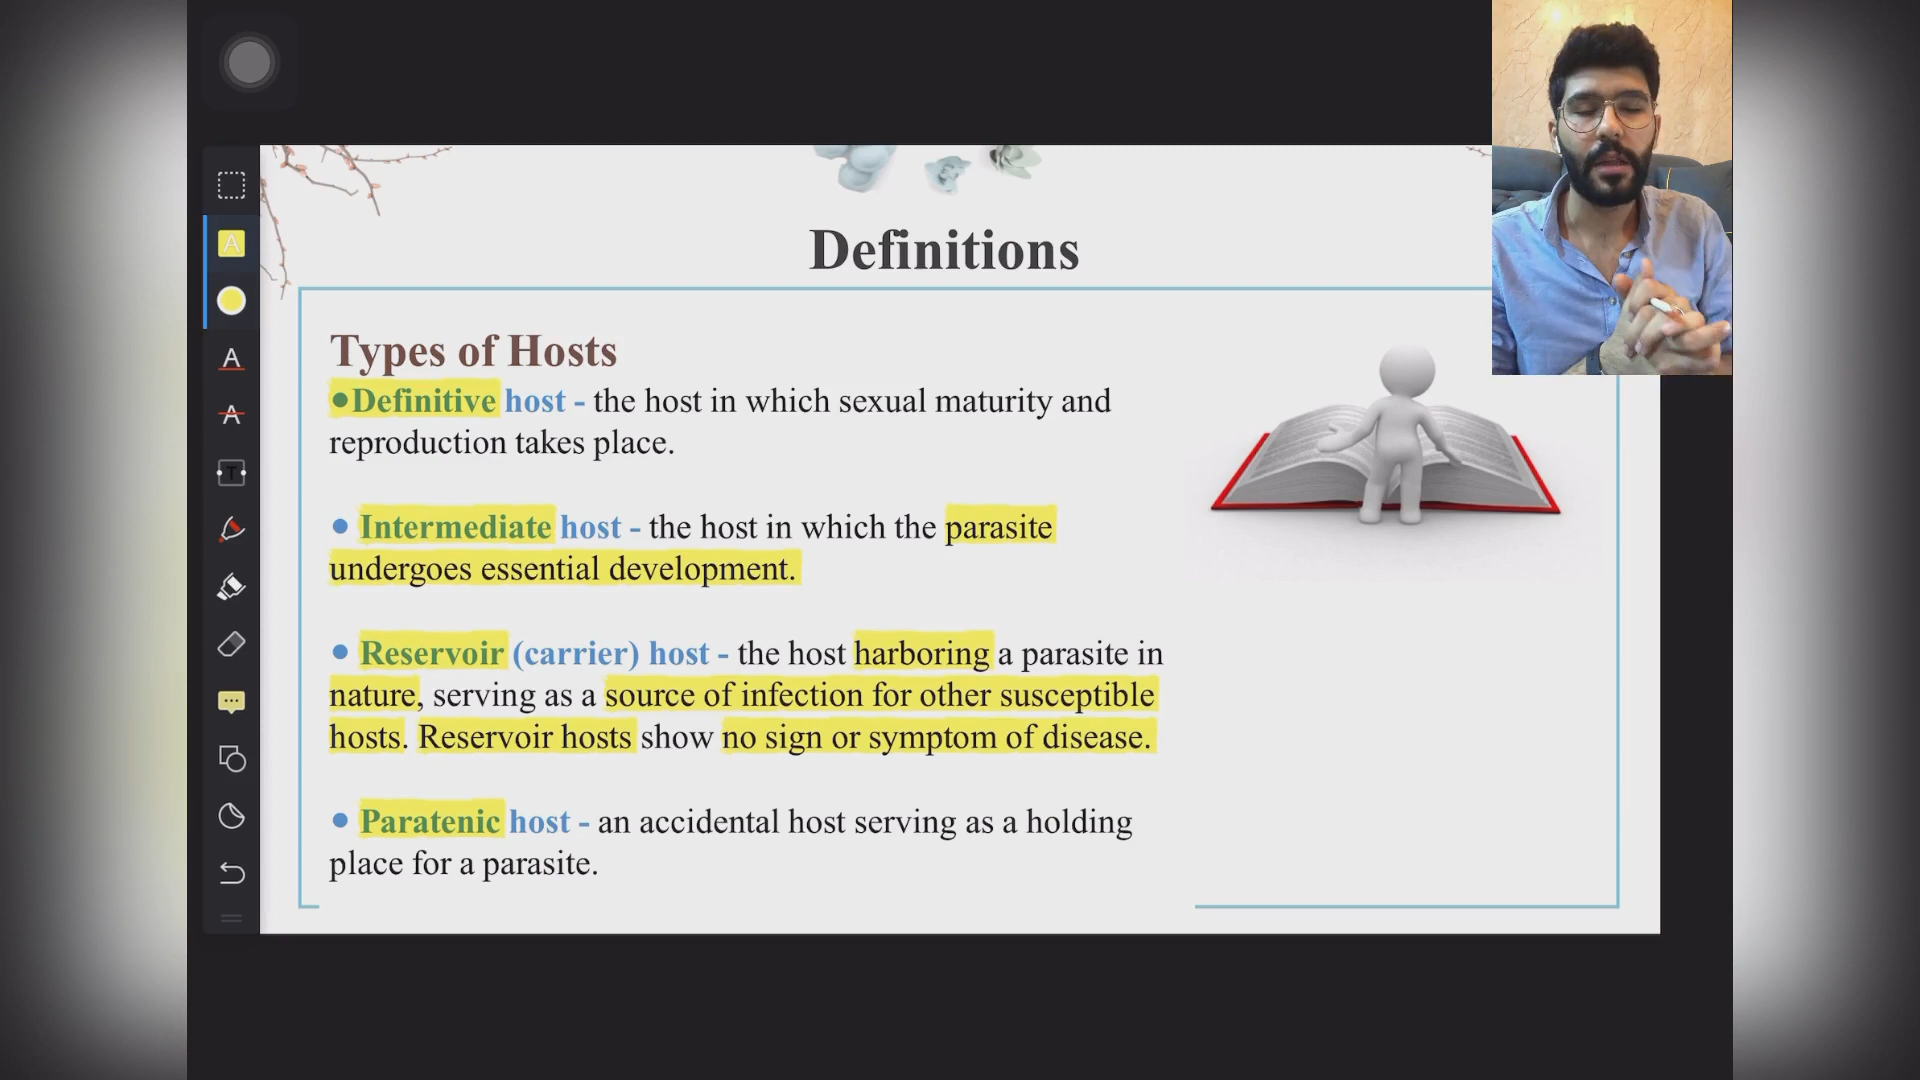 Definitions
Types of Hosts
•Definitive host - the host in which sexual maturity and
reproduction takes place.
• Intermediate host - the host in which the parasite
undergoes essential development.
• Reservoir (carrier) host - the host harboring a parasite in
nature, serving as a source of infection for other susceptible
hosts. Reservoir hosts show no sign or symptom of disease.
• Paratenic host - an accidental host serving as a holding
place for a parasite.
A
A
A
T